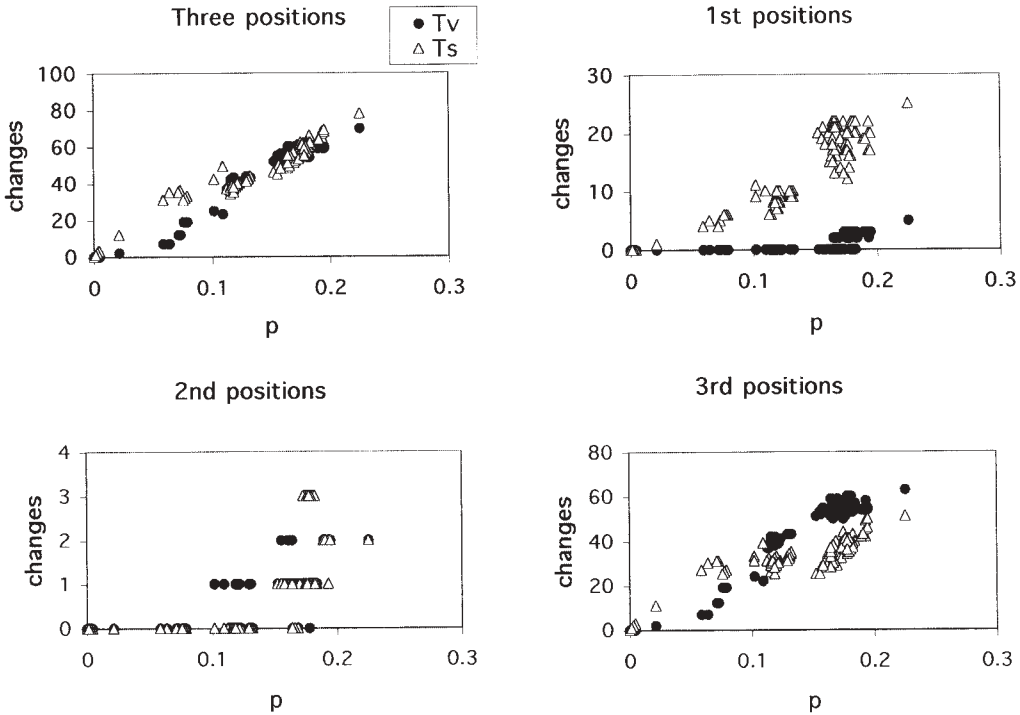 Three positions
● Tv
△ Ts
100
80
60
40
20
0
changes
0 0.1 0.2 0.3
p
1st positions
30
20
10
0
changes
0 0.1 0.2 0.3
p
2nd positions
4
3
2
1
0
changes
0 0.1 0.2 0.3
p
3rd positions
80
60
40
20
0
changes
0 0.1 0.2 0.3
p